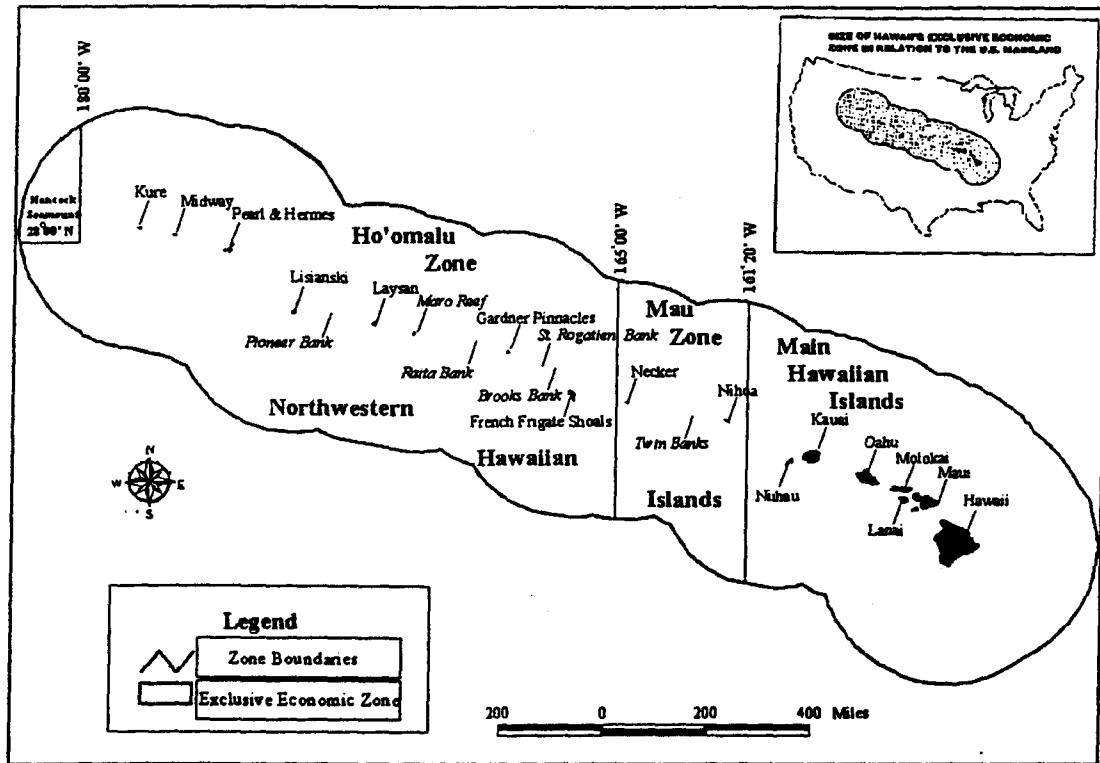 SIZE OF HAWAII'S EXCLUSIVE ECONOMIC
ZONE IN RELATION TO THE U.S. MAINLAND
180°00' W
Hancock
Seamount
28°00' N
Kure
Midway
Pearl & Hermes
Ho'omalu
Zone
165°00' W
161°20' W
Lisianski
Laysan
Maro Reef
Pioneer Bank
Gardner Pinnacles
St. Rogatien Bank
Raita Bank
Brooks Bank
French Frigate Shoals
Mau
Zone
Necker
Nihoa
Twin Banks
Main
Hawaiian
Islands
Kauai
Niihau
Oahu
Molokai
Maui
Lanai
Hawaii
Northwestern
Hawaiian
Islands
N
W
E
S
Legend
Zone Boundaries
Exclusive Economic Zone
200 0 200 400 Miles